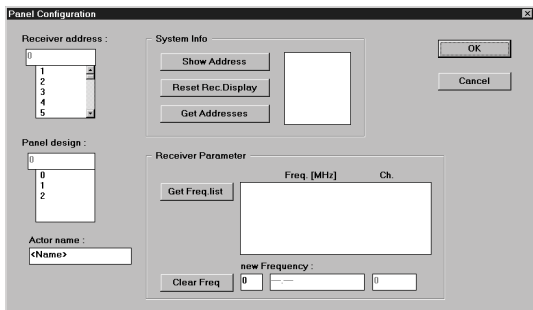 Panel Configuration
Receiver address :
0
1
2
3
4
5
Panel design :
0
0
1
2
Actor name :
<Name>
System Info
Show Address
Reset Rec.Display
Get Addresses
OK
Cancel
Receiver Parameter
Freq. [MHz] Ch.
Get Freq.list
new Frequency :
Clear Freq 0 ---.--- 0